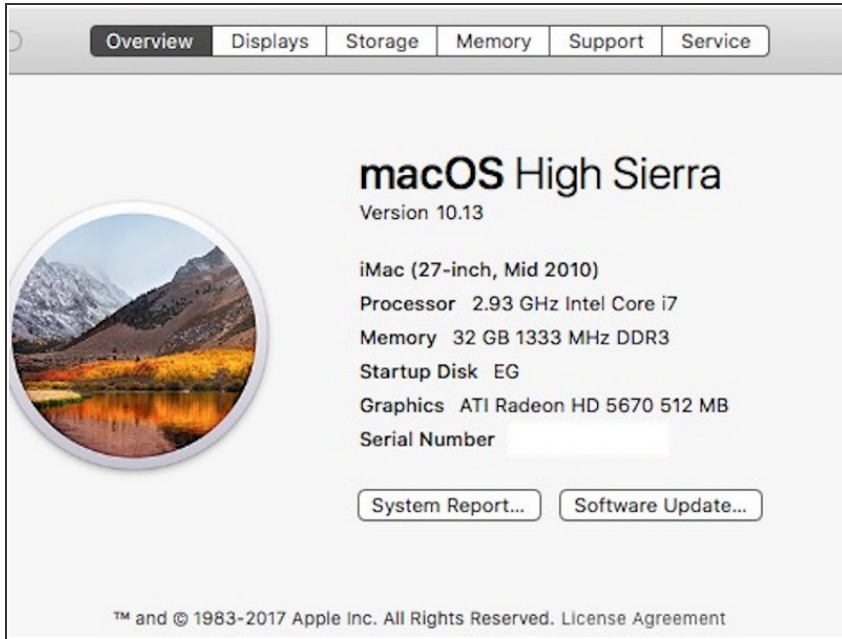 Overview Displays Storage Memory Support Service
macOS High Sierra
Version 10.13
iMac (27-inch, Mid 2010)
Processor 2.93 GHz Intel Core i7
Memory 32 GB 1333 MHz DDR3
Startup Disk EG
Graphics ATI Radeon HD 5670 512 MB
Serial Number
System Report... Software Update...
™ and © 1983-2017 Apple Inc. All Rights Reserved. License Agreement